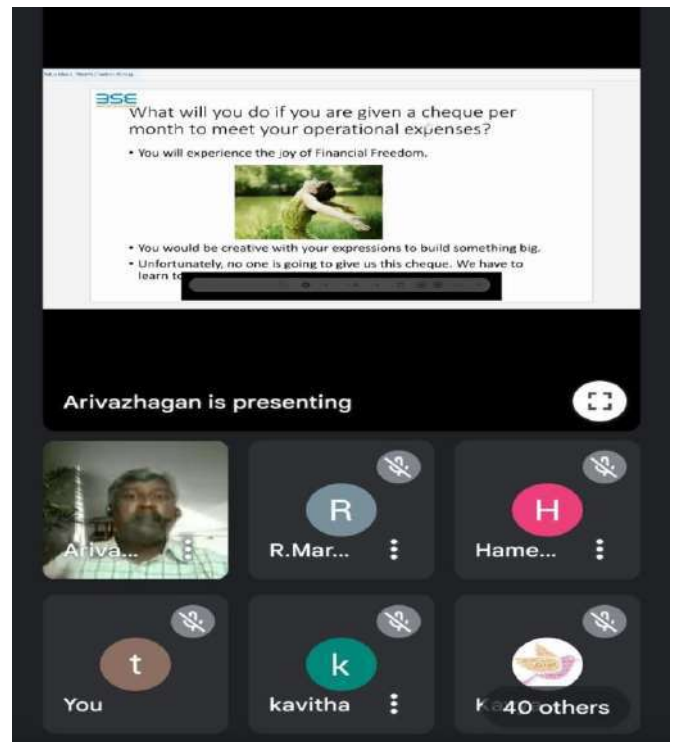 BSE
What will you do if you are given a cheque per
month to meet your operational expenses?
• You will experience the joy of Financial Freedom.
• You would be creative with your expressions to build something big.
• Unfortunately, no one is going to give us this cheque. We have to
learn to
Arivazhagan is presenting
Ariva...
R
R.Mar...
H
Hame...
t
You
k
kavitha
40 others